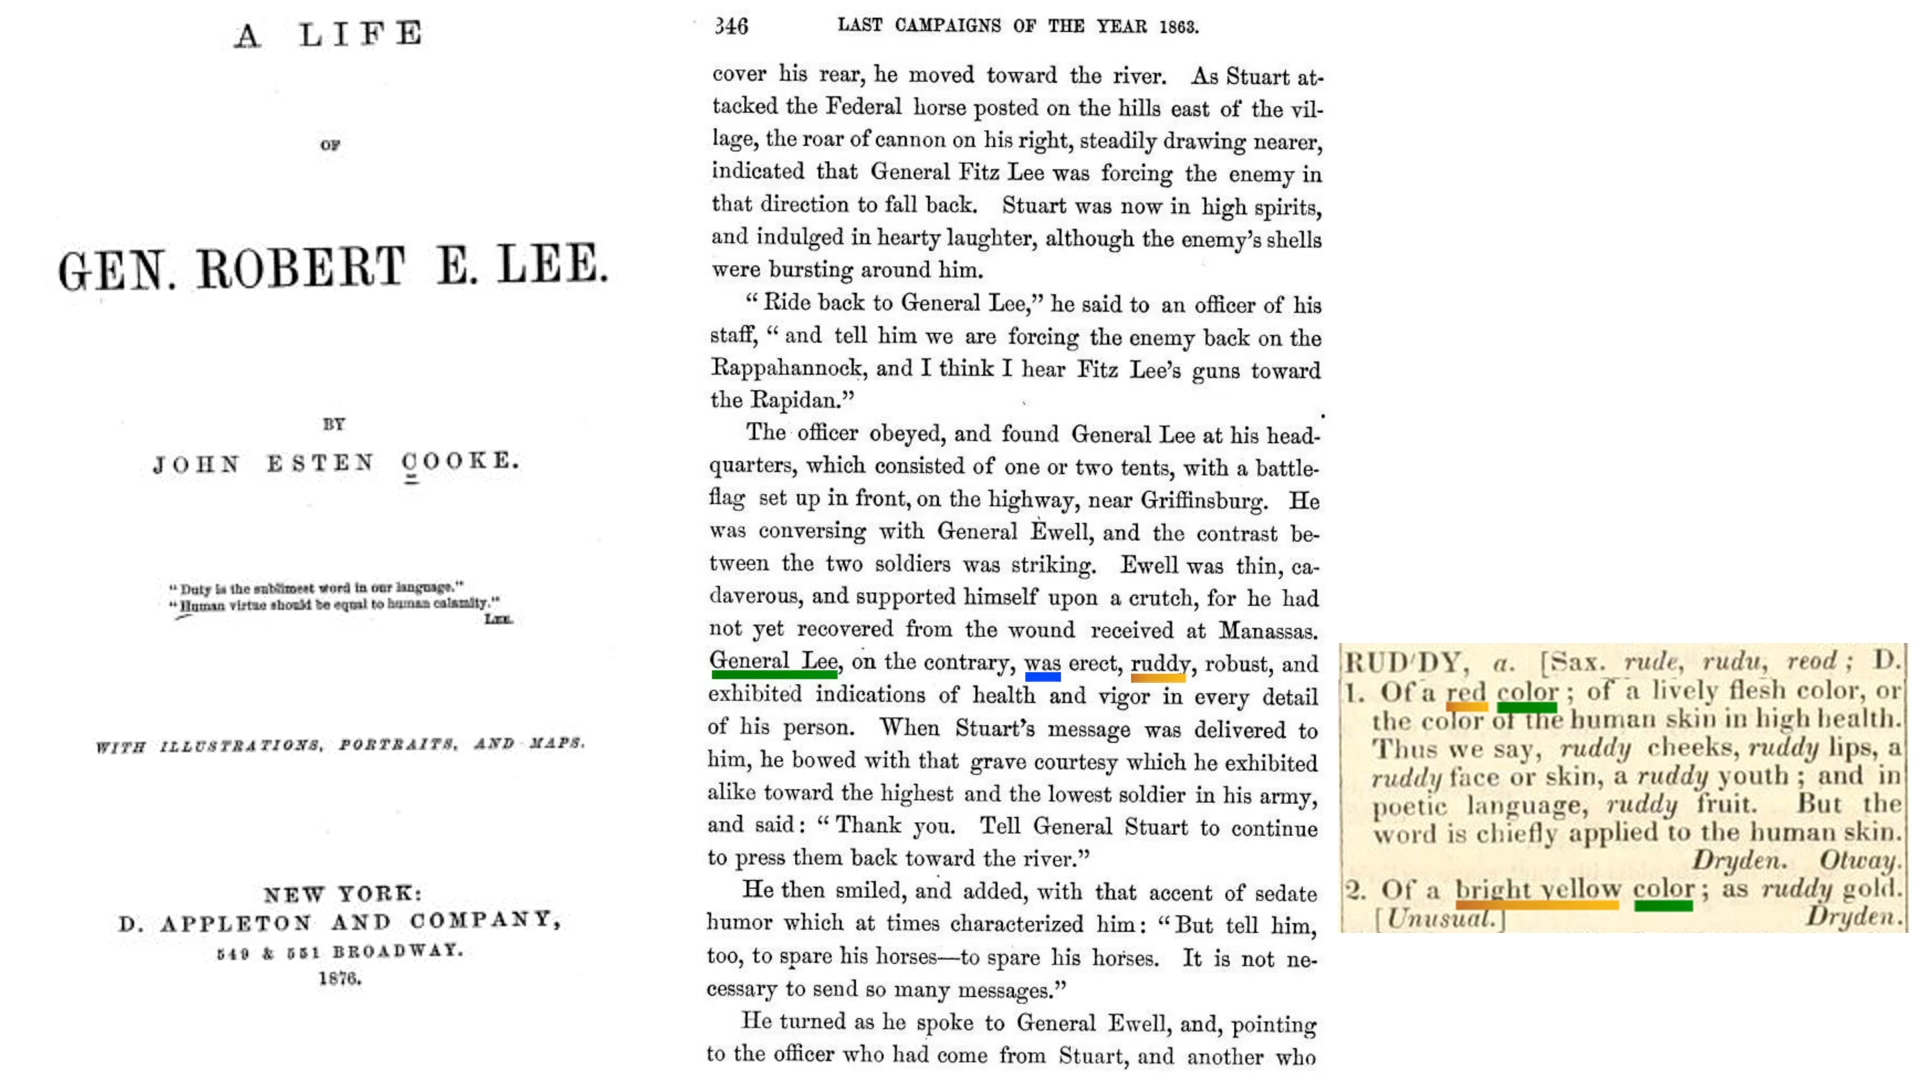 A LIFE
OF
GEN. ROBERT E. LEE.
BY
JOHN ESTEN COOKE.
“Duty is the sublimest word in our language.”
“Human virtue should be equal to human calamity.”
LEE.
WITH ILLUSTRATIONS, PORTRAITS, AND MAPS.
NEW YORK:
D. APPLETON AND COMPANY,
549 & 551 BROADWAY.
1876.
346 LAST CAMPAIGNS OF THE YEAR 1863.
cover his rear, he moved toward the river. As Stuart at-
tacked the Federal horse posted on the hills east of the vil-
lage, the roar of cannon on his right, steadily drawing nearer,
indicated that General Fitz Lee was forcing the enemy in
that direction to fall back. Stuart was now in high spirits,
and indulged in hearty laughter, although the enemy’s shells
were bursting around him.
“Ride back to General Lee,” he said to an officer of his
staff, “and tell him we are forcing the enemy back on the
Rappahannock, and I think I hear Fitz Lee’s guns toward
the Rapidan.”
The officer obeyed, and found General Lee at his head-
quarters, which consisted of one or two tents, with a battle-
flag set up in front, on the highway, near Griffinsburg. He
was conversing with General Ewell, and the contrast be-
tween the two soldiers was striking. Ewell was thin, ca-
daverous, and supported himself upon a crutch, for he had
not yet recovered from the wound received at Manassas.
General Lee, on the contrary, was erect, ruddy, robust, and
exhibited indications of health and vigor in every detail
of his person. When Stuart’s message was delivered to
him, he bowed with that grave courtesy which he exhibited
alike toward the highest and the lowest soldier in his army,
and said: “Thank you. Tell General Stuart to continue
to press them back toward the river.”
He then smiled, and added, with that accent of sedate
humor which at times characterized him: “But tell him,
too, to spare his horses—to spare his horses. It is not ne-
cessary to send so many messages.”
He turned as he spoke to General Ewell, and, pointing
to the officer who had come from Stuart, and another who
RUD'DY, a. [Sax. rude, rudu, reod; D.
1. Of a red color; of a lively flesh color, or
the color of the human skin in high health.
Thus we say, ruddy cheeks, ruddy lips, a
ruddy face or skin, a ruddy youth; and in
poetic language, ruddy fruit. But the
word is chiefly applied to the human skin.
Dryden. Otway.
2. Of a bright yellow color; as ruddy gold.
[Unusual.] Dryden.